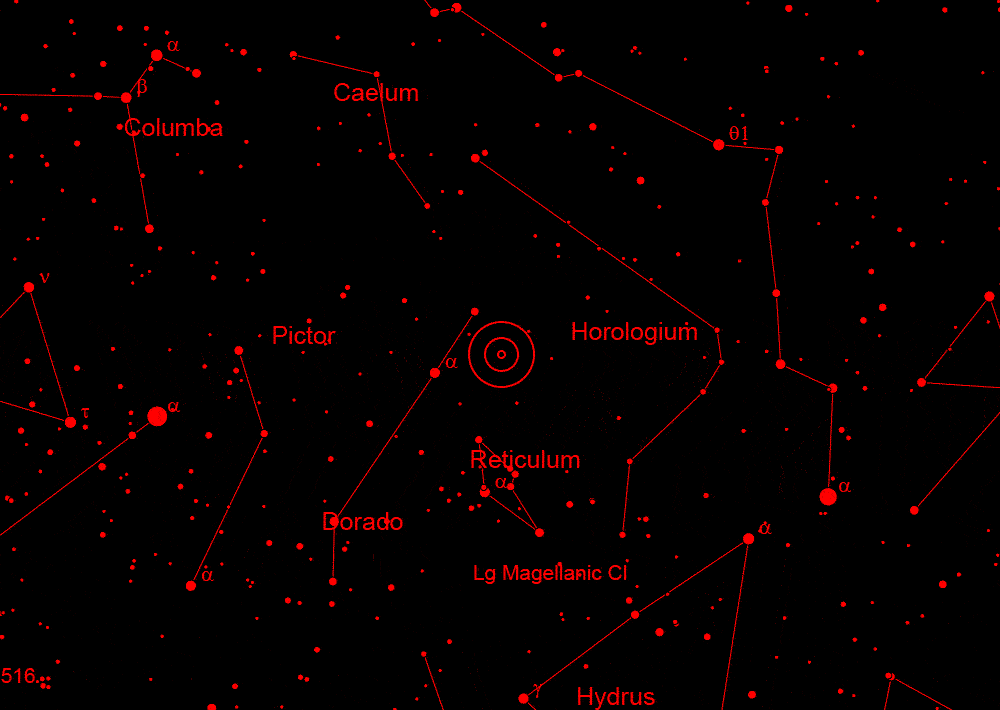 α
β
Caelum
Columba
θ1
ν
Pictor
Horologium
α
τ
α
Reticulum
α
α
Dorado
α
Lg Magellanic Cl
α
516
γ
Hydrus